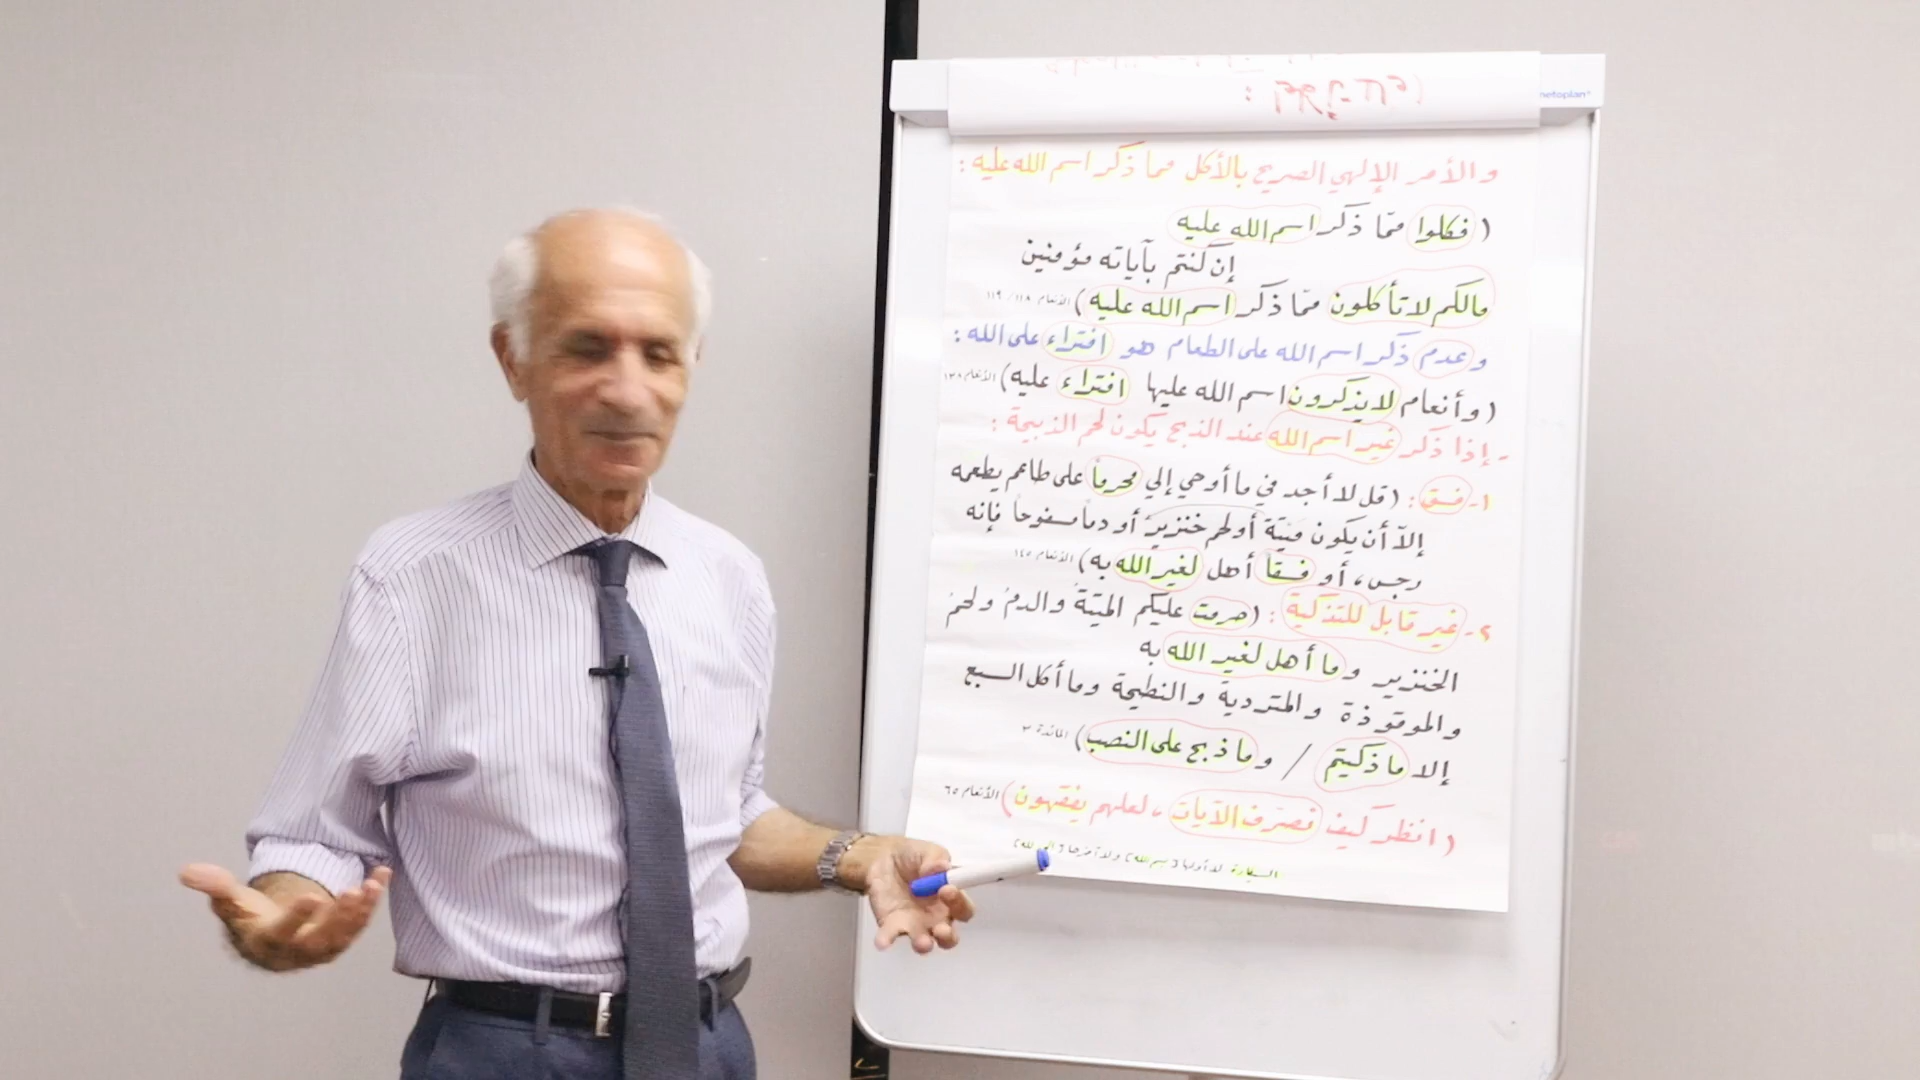 netoplan
والأمر الإلهي الصريح بالأكل مما ذكر اسم الله عليه :
( فكلوا ممّا ذكر اسم الله عليه
إن كنتم بآياته مؤمنين
مالكم لا تأكلون ممّا ذكر اسم الله عليه ) الأنعام ١١٨ / ١١٩
وعدم ذكر اسم الله على الطعام هو افتراء على الله :
( وأنعام لا يذكرون اسم الله عليها افتراء عليه ) الأنعام ١٣٨
- إذا ذكر غير اسم الله عند الذبح يكون لحم الذبيحة :
١- فسق : ( قل لا أجد في ما أوحي إلي محرماً على طاعم يطعمه
إلاّ أن يكون ميتة أو لحم خنزير أو دماً مسفوحاً فإنه
رجس ، أو فسقاً أهل لغير الله به ) الأنعام ١٤٥
٢- غير قابل للتذكية : ( حرمت عليكم الميتة والدم ولحم
الخنزير وما أهل لغير الله به
والموقوذة والمتردية والنطيحة وما أكل السبع
إلا ما ذكيتم / وما ذبح على النصب ) المائدة ٣
( انظر كيف نصرّف الآيات ، لعلهم يفقهون ) الأنعام ٦٥